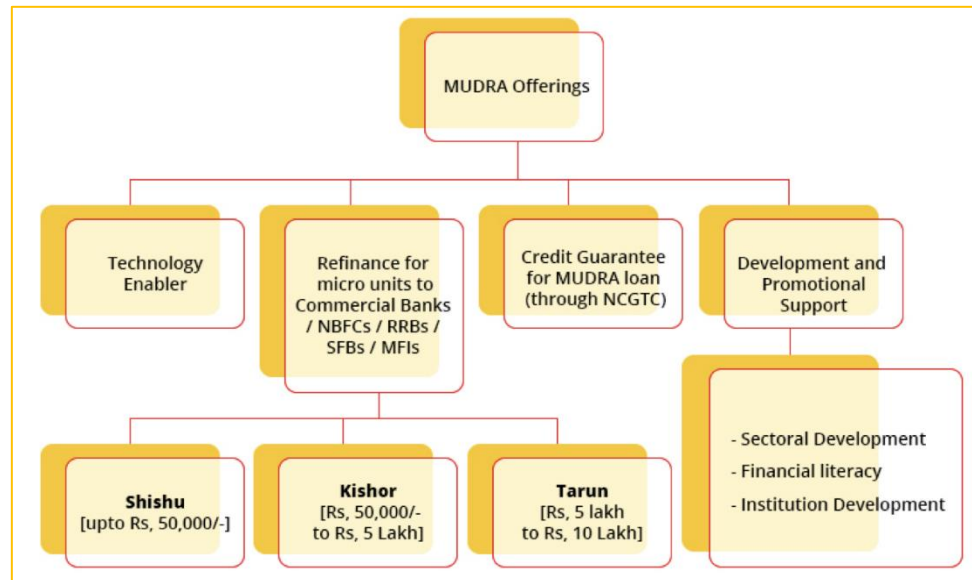 MUDRA Offerings
Technology
Enabler
Refinance for
micro units to
Commercial Banks
/ NBFCs / RRBs /
SFBs / MFIs
Credit Guarantee
for MUDRA loan
(through NCGTC)
Development and
Promotional
Support
Shishu
[upto Rs, 50,000/-]
Kishor
[Rs, 50,000/-
to Rs, 5 Lakh]
Tarun
[Rs, 5 lakh
to Rs, 10 Lakh]
- Sectoral Development
- Financial literacy
- Institution Development